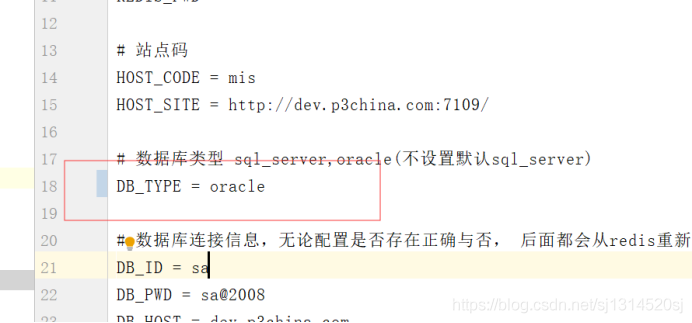 11 REDIS_PWD
12
13 # 站点码
14 HOST_CODE = mis
15 HOST_SITE = http://dev.p3china.com:7109/
16
17 # 数据库类型 sql_server,oracle(不设置默认sql_server)
18 DB_TYPE = oracle
19
20 # 数据库连接信息，无论配置是否存在正确与否， 后面都会从redis重新
21 DB_ID = sa
22 DB_PWD = sa@2008
23 DB_HOST = dev.p3china.com
https://blog.csdn.net/sj1314520sj